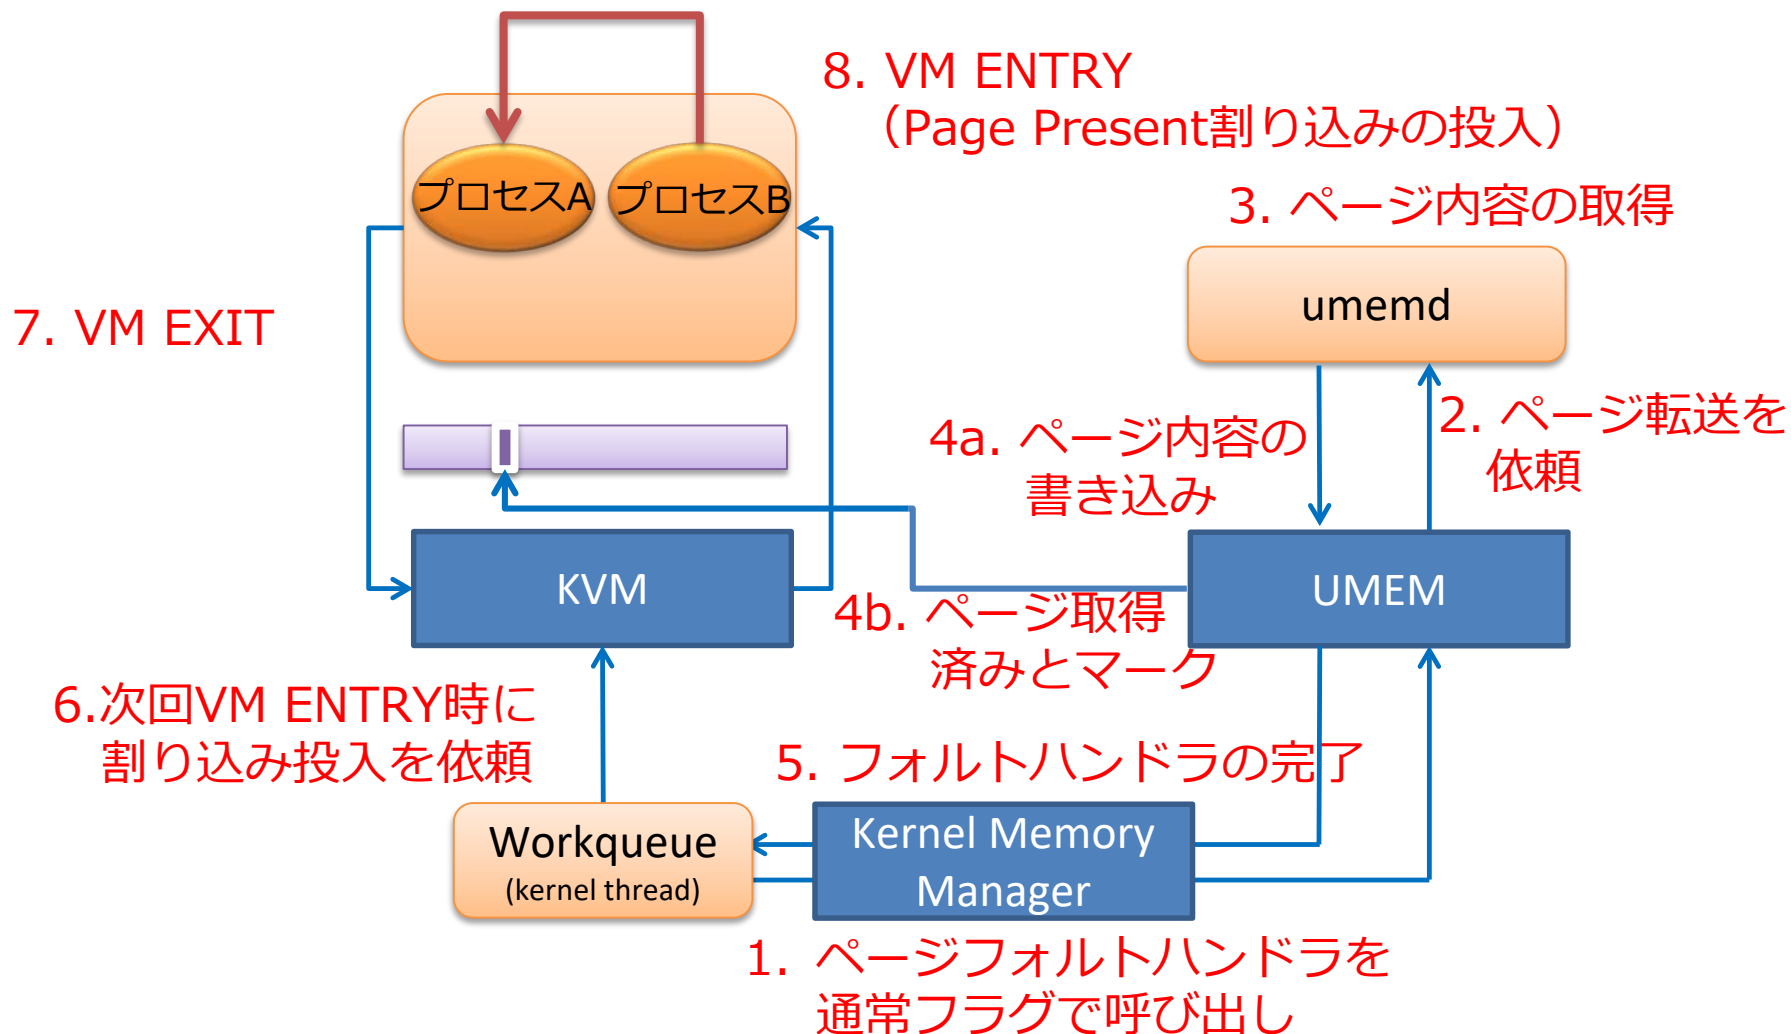 8. VM ENTRY
（Page Present割り込みの投入）
プロセスA
プロセスB
3. ページ内容の取得
umemd
7. VM EXIT
2. ページ転送を
依頼
4a. ページ内容の
書き込み
KVM
UMEM
4b. ページ取得
済みとマーク
6.次回VM ENTRY時に
割り込み投入を依頼
5. フォルトハンドラの完了
Workqueue
(kernel thread)
Kernel Memory
Manager
1. ページフォルトハンドラを
通常フラグで呼び出し